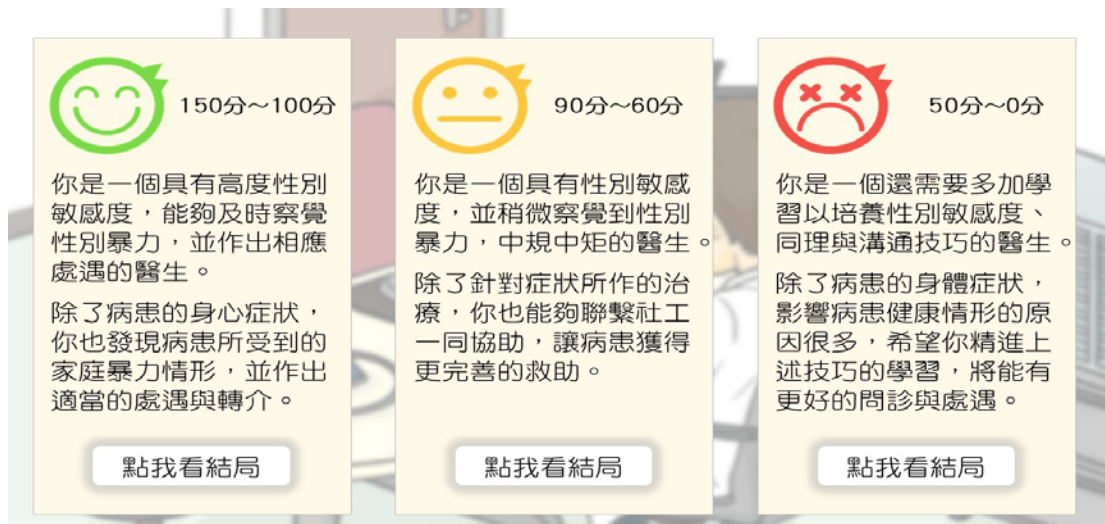 150分～100分
你是一個具有高度性別
敏感度，能夠及時察覺
性別暴力，並作出相應
處遇的醫生。
除了病患的身心症狀，
你也發現病患所受到的
家庭暴力情形，並作出
適當的處遇與轉介。
點我看結局
90分～60分
你是一個具有性別敏感
度，並稍微察覺到性別
暴力，中規中矩的醫生。
除了針對症狀所作的治
療，你也能夠聯繫社工
一同協助，讓病患獲得
更完善的救助。
點我看結局
50分～0分
你是一個還需要多加學
習以培養性別敏感度、
同理與溝通技巧的醫生。
除了病患的身體症狀，
影響病患健康情形的原
因很多，希望你精進上
述技巧的學習，將能有
更好的問診與處遇。
點我看結局